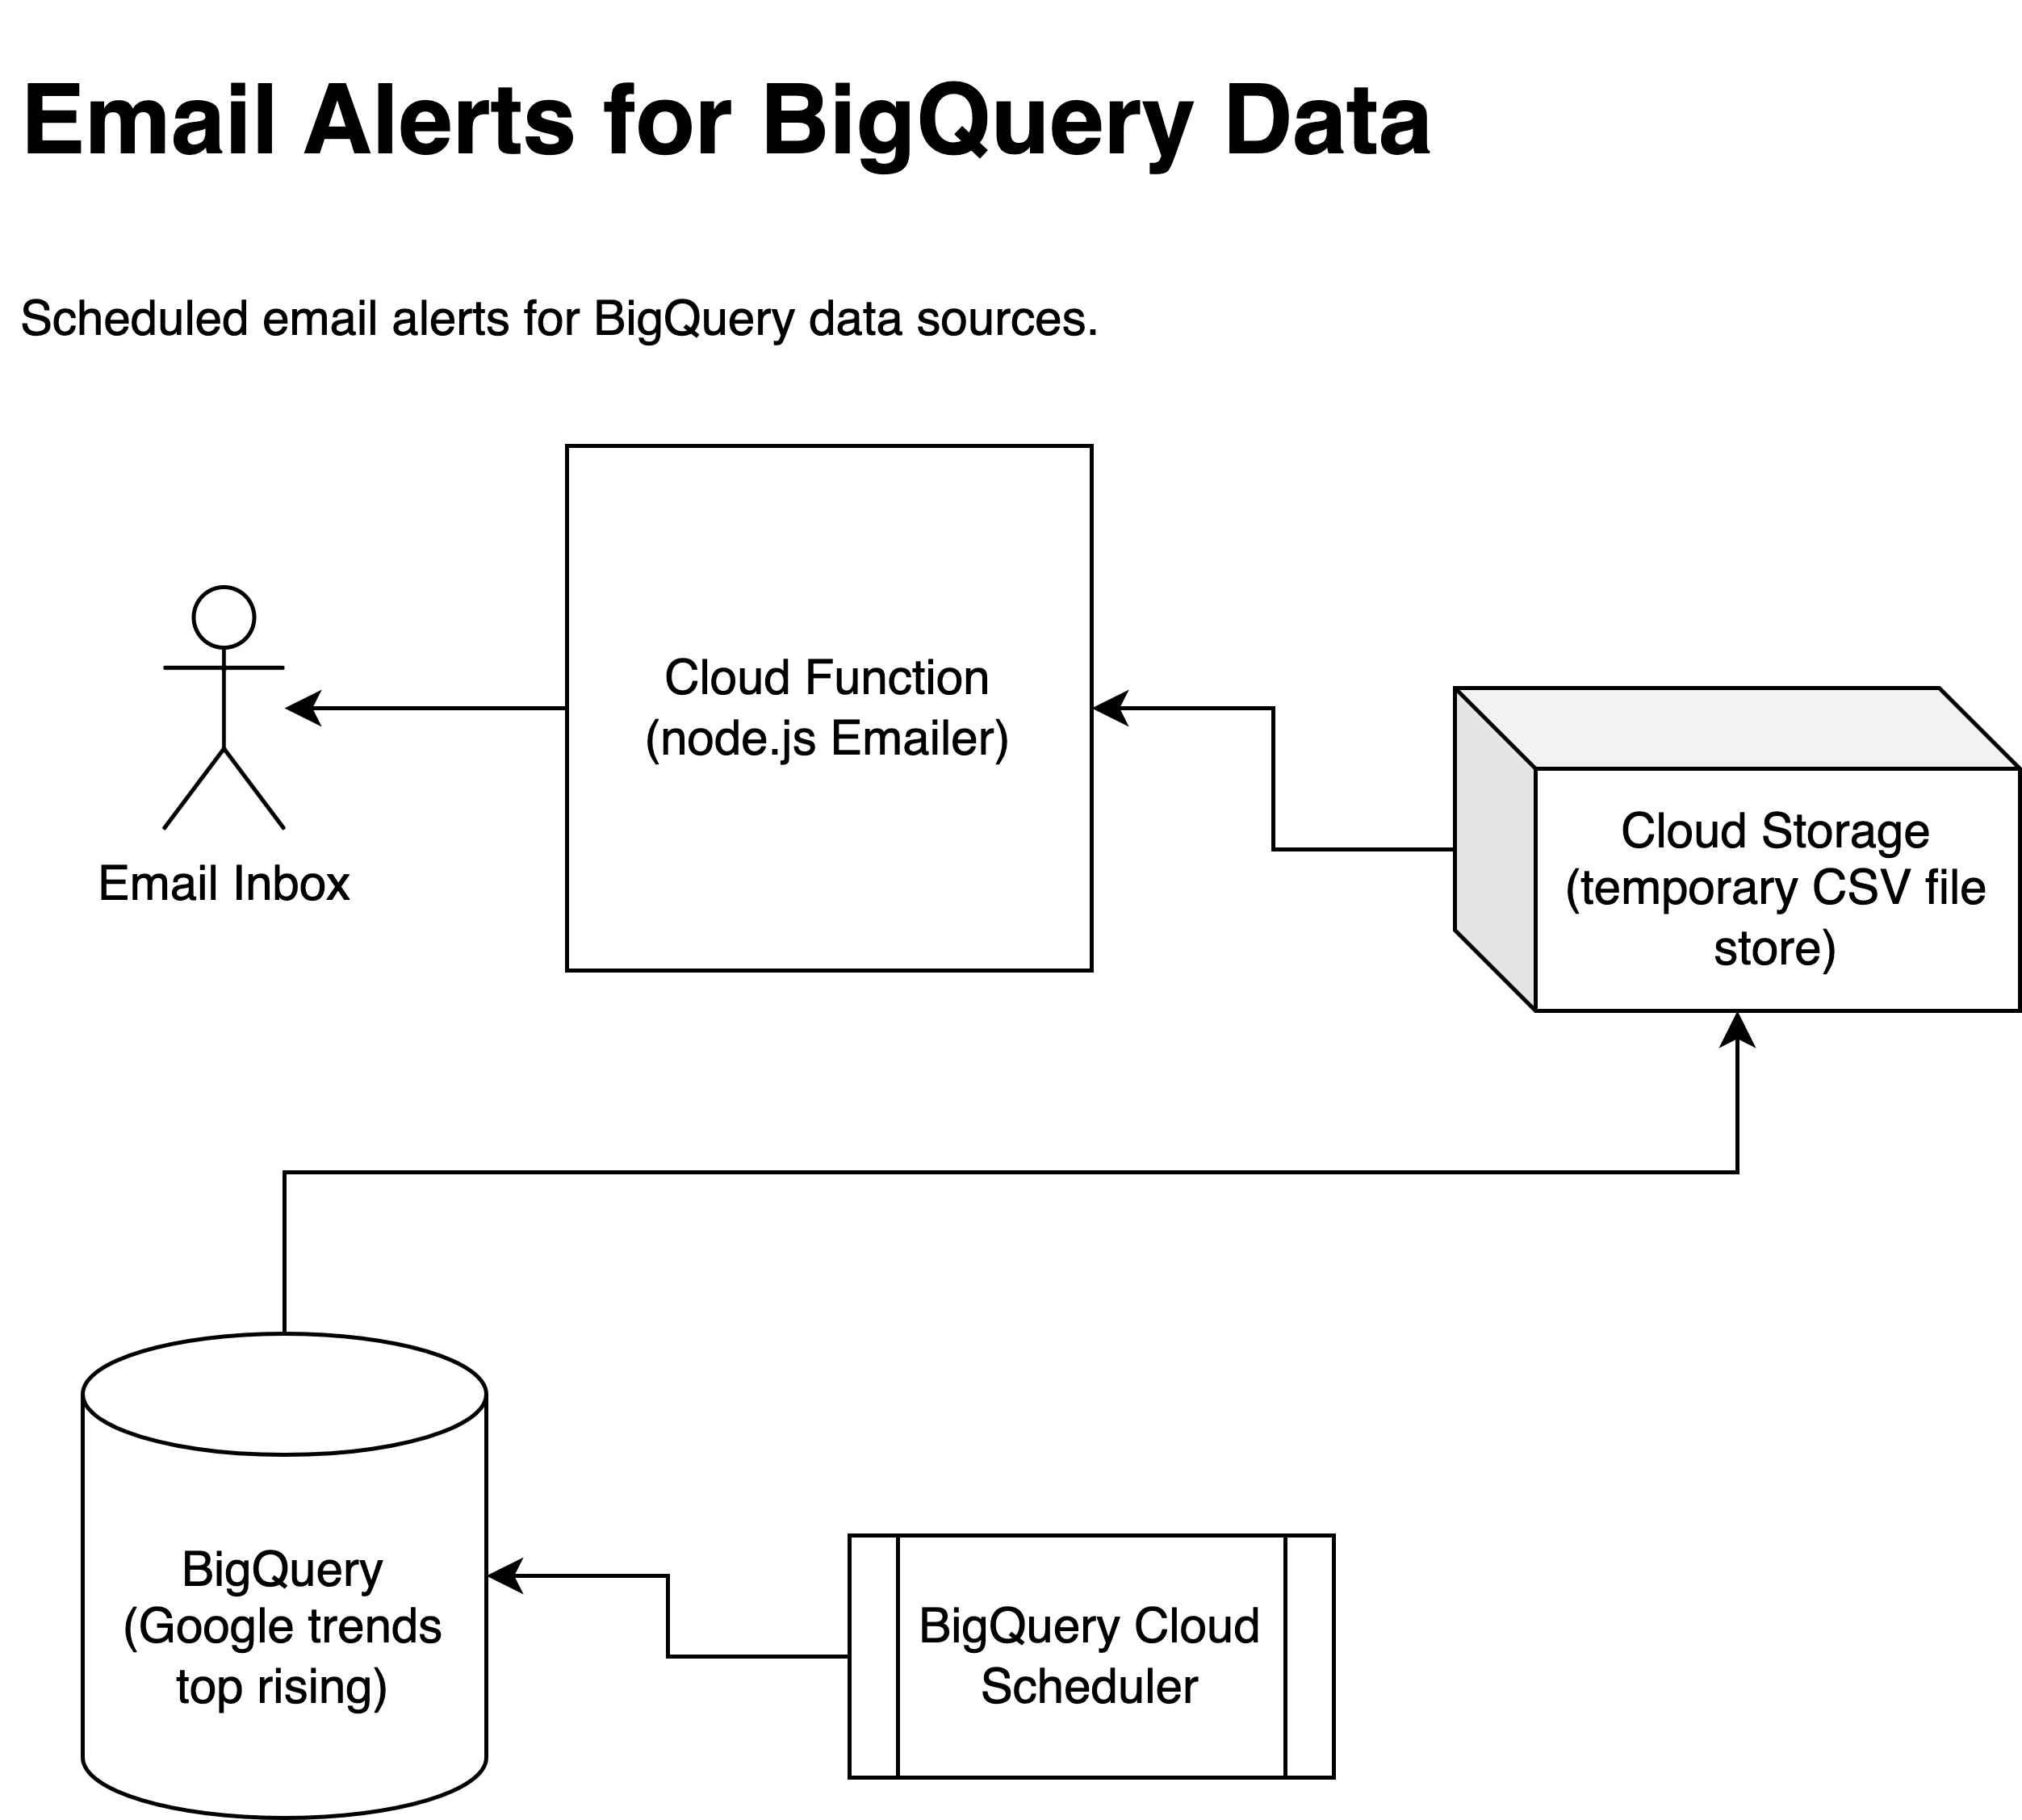 Email Alerts for BigQuery Data
Scheduled email alerts for BigQuery data sources.
Cloud Function
(node.js Emailer)
Email Inbox
Cloud Storage
(temporary CSV file
store)
BigQuery
(Google trends
top rising)
BigQuery Cloud
Scheduler